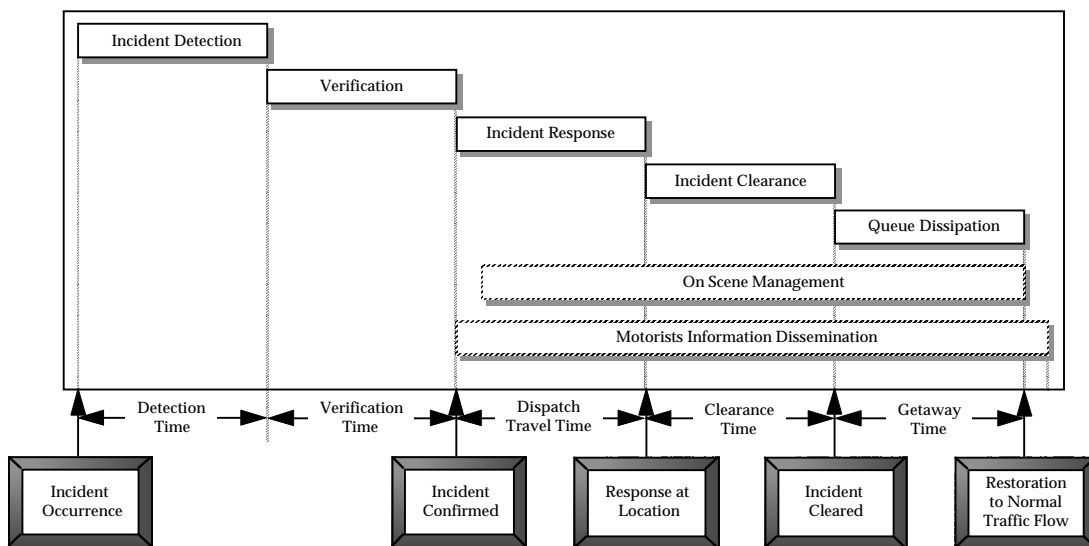 Incident Detection
Verification
Incident Response
Incident Clearance
Queue Dissipation
On Scene Management
Motorists Information Dissemination
Detection
Time
Verification
Time
Dispatch
Travel Time
Clearance
Time
Getaway
Time
Incident
Occurrence
Incident
Confirmed
Response at
Location
Incident
Cleared
Restoration
to Normal
Traffic Flow